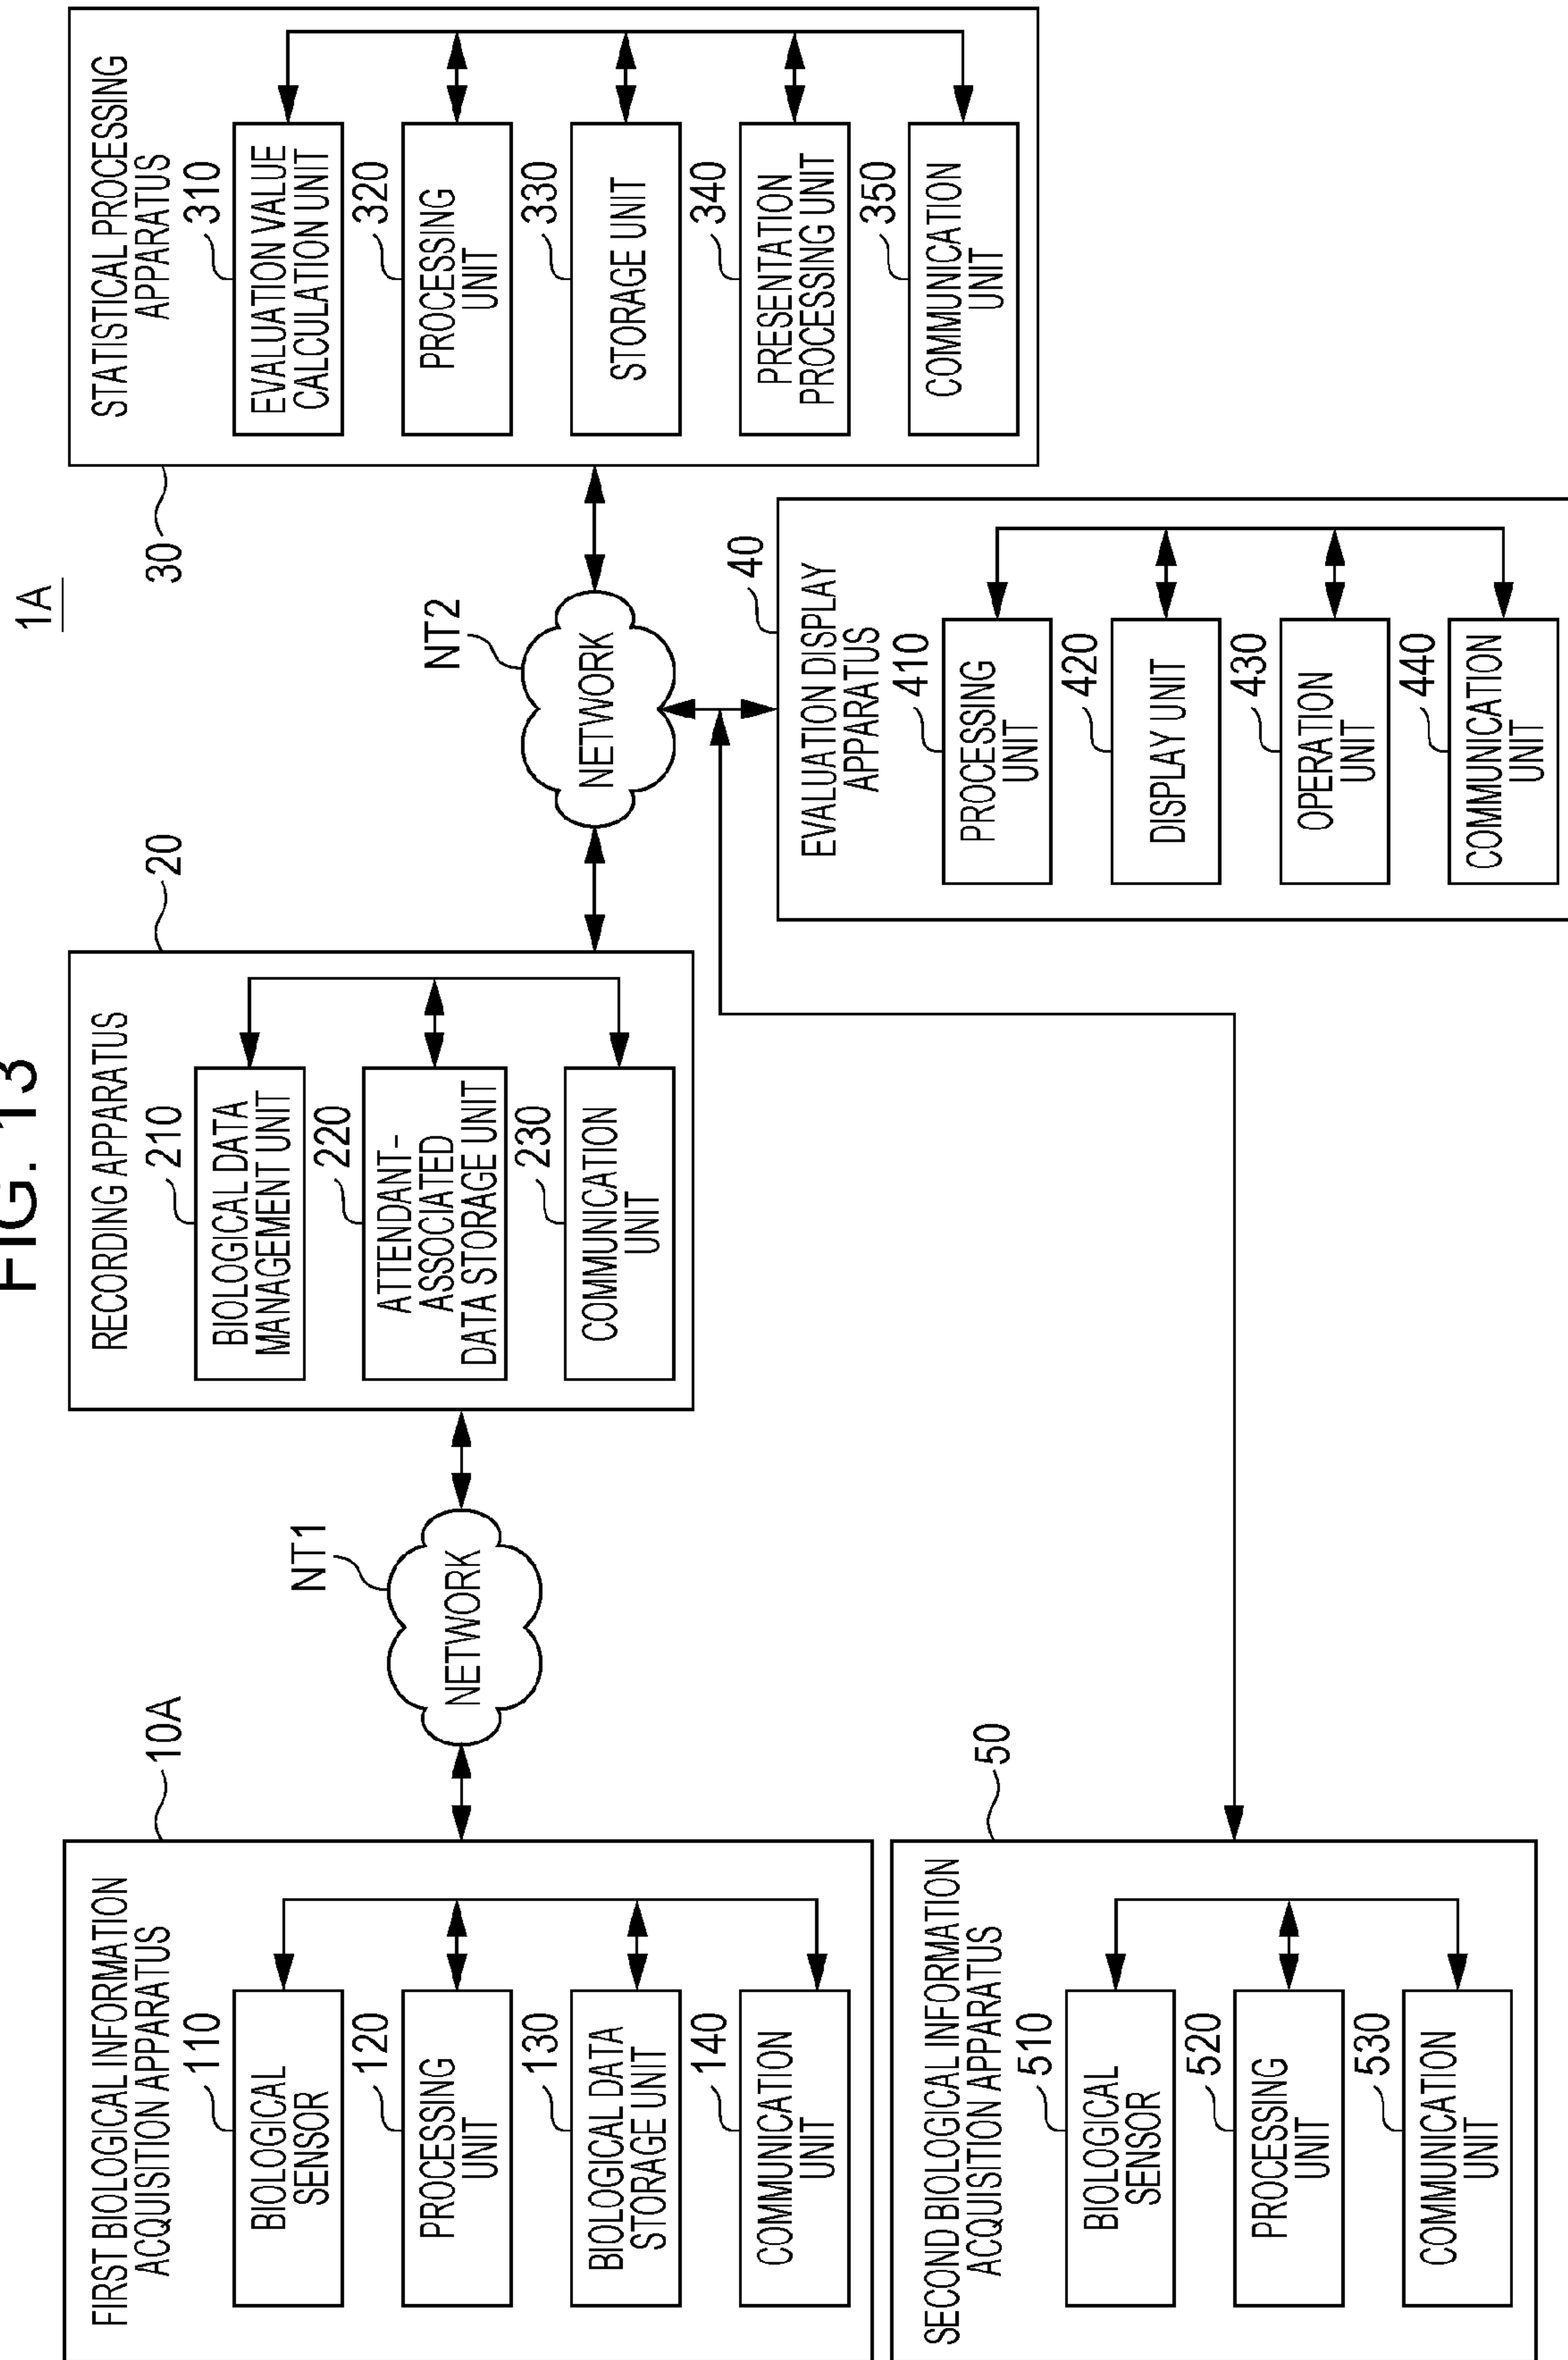 FIG. 13
1A
10A
FIRST BIOLOGICAL INFORMATION
ACQUISITION APPARATUS
110
BIOLOGICAL
SENSOR
120
PROCESSING
UNIT
130
BIOLOGICAL DATA
STORAGE UNIT
140
COMMUNICATION
UNIT
NT1
NETWORK
20
RECORDING APPARATUS
210
BIOLOGICAL DATA
MANAGEMENT UNIT
220
ATTENDANT-
ASSOCIATED
DATA STORAGE UNIT
230
COMMUNICATION
UNIT
NT2
NETWORK
30
STATISTICAL PROCESSING
APPARATUS
310
EVALUATION VALUE
CALCULATION UNIT
320
PROCESSING
UNIT
330
STORAGE UNIT
340
PRESENTATION
PROCESSING UNIT
350
COMMUNICATION
UNIT
50
SECOND BIOLOGICAL INFORMATION
ACQUISITION APPARATUS
510
BIOLOGICAL
SENSOR
520
PROCESSING
UNIT
530
COMMUNICATION
UNIT
40
EVALUATION DISPLAY
APPARATUS
410
PROCESSING
UNIT
420
DISPLAY UNIT
430
OPERATION
UNIT
440
COMMUNICATION
UNIT